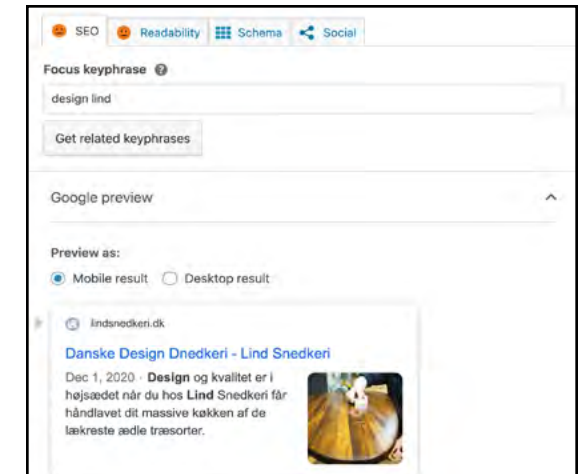 SEO Readability Schema Social
Focus keyphrase
design lind
Get related keyphrases
Google preview
Preview as:
Mobile result Desktop result
lindsnedkeri.dk
Danske Design Dnedkeri - Lind Snedkeri
Dec 1, 2020 · Design og kvalitet er i
højsædet når du hos Lind Snedkeri får
håndlavet dit massive køkken af de
lækreste ædle træsorter.